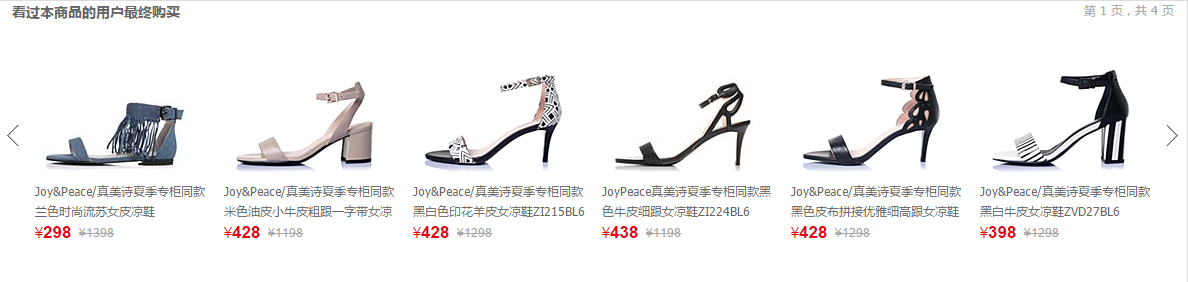 看过本商品的用户最终购买
第 1 页 , 共 4 页
Joy&Peace/真美诗夏季专柜同款
兰色时尚流苏女皮凉鞋
¥298 ¥1398
Joy&Peace/真美诗夏季专柜同款
米色油皮小牛皮粗跟一字带女凉
¥428 ¥1198
Joy&Peace/真美诗夏季专柜同款
黑白色印花羊皮女凉鞋ZI215BL6
¥428 ¥1298
JoyPeace真美诗夏季专柜同款黑
色牛皮细跟女凉鞋ZI224BL6
¥438 ¥1198
Joy&Peace/真美诗夏季专柜同款
黑色皮布拼接优雅细高跟女凉鞋
¥428 ¥1298
Joy&Peace/真美诗夏季专柜同款
黑白牛皮女凉鞋ZVD27BL6
¥398 ¥1298